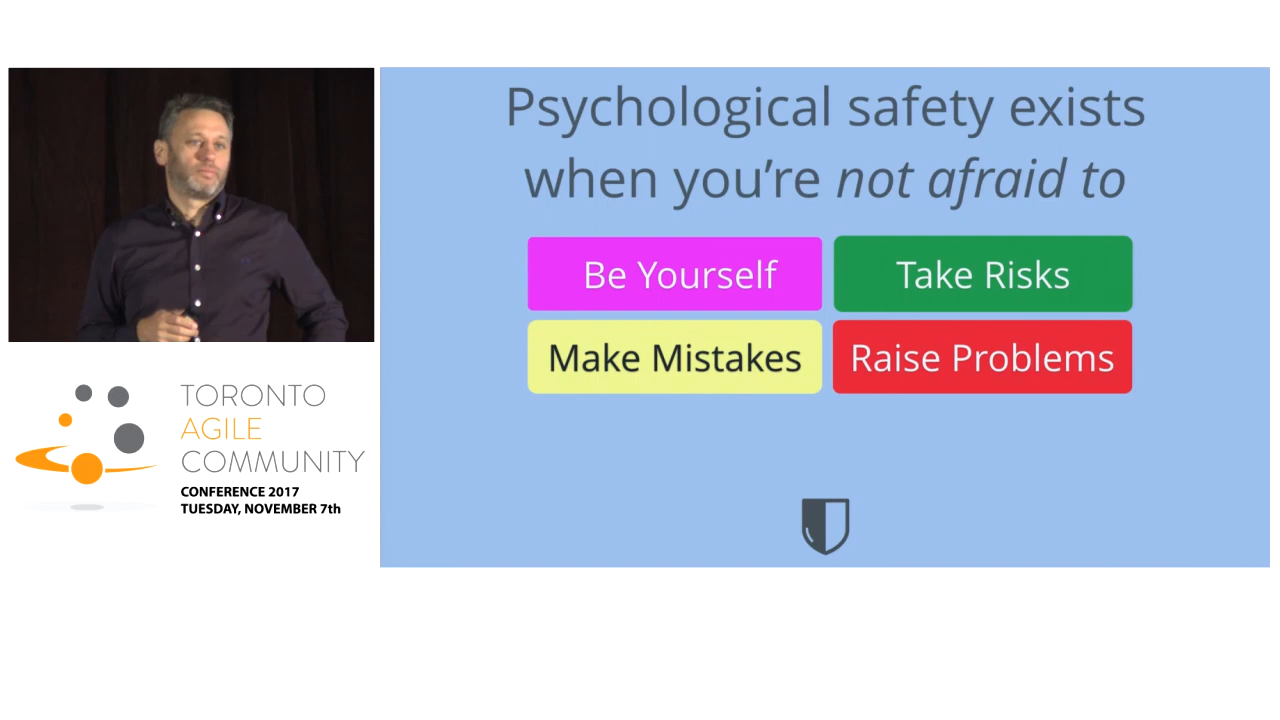 Psychological safety exists
when you’re not afraid to
Be Yourself
Take Risks
Make Mistakes
Raise Problems
TORONTO
AGILE
COMMUNITY
CONFERENCE 2017
TUESDAY, NOVEMBER 7th